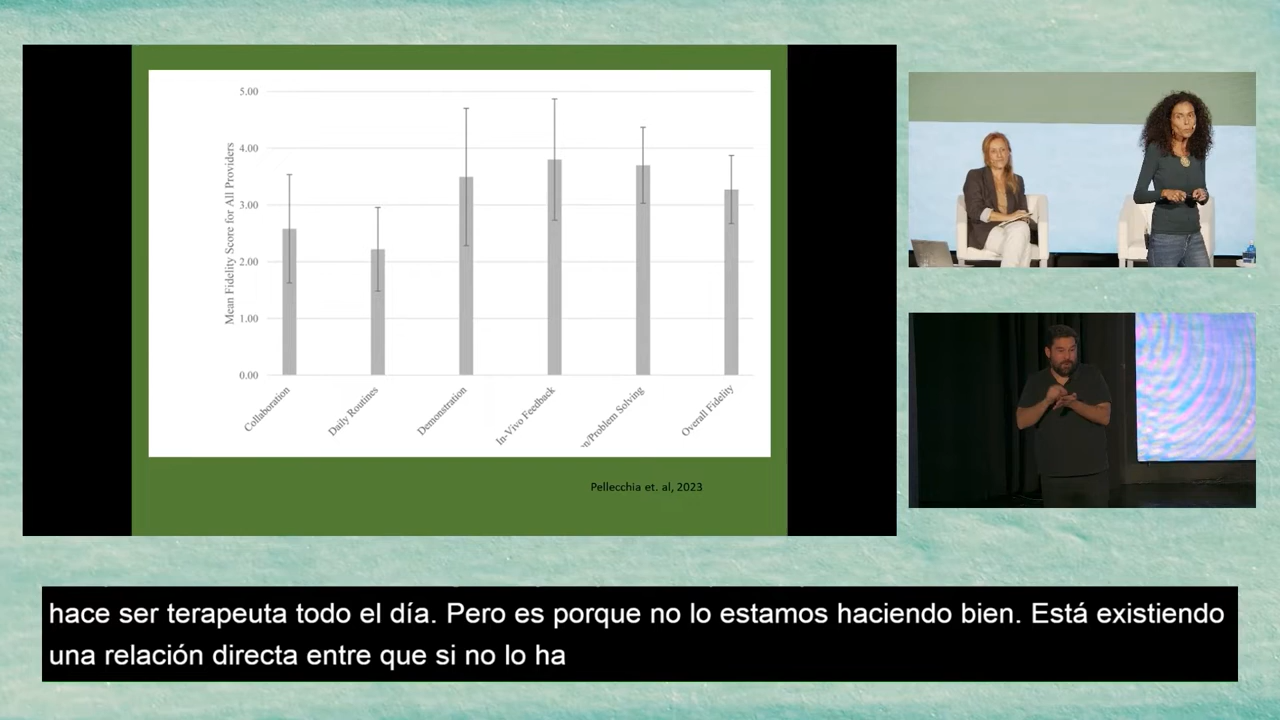 5.00
4.00
3.00
2.00
1.00
0.00
Mean Fidelity Score for All Providers
Collaboration
Daily Routines
Demonstration
In-Vivo Feedback
n/Problem Solving
Overall Fidelity
Pellecchia et. al, 2023
hace ser terapeuta todo el día. Pero es porque no lo estamos haciendo bien. Está existiendo
una relación directa entre que si no lo ha